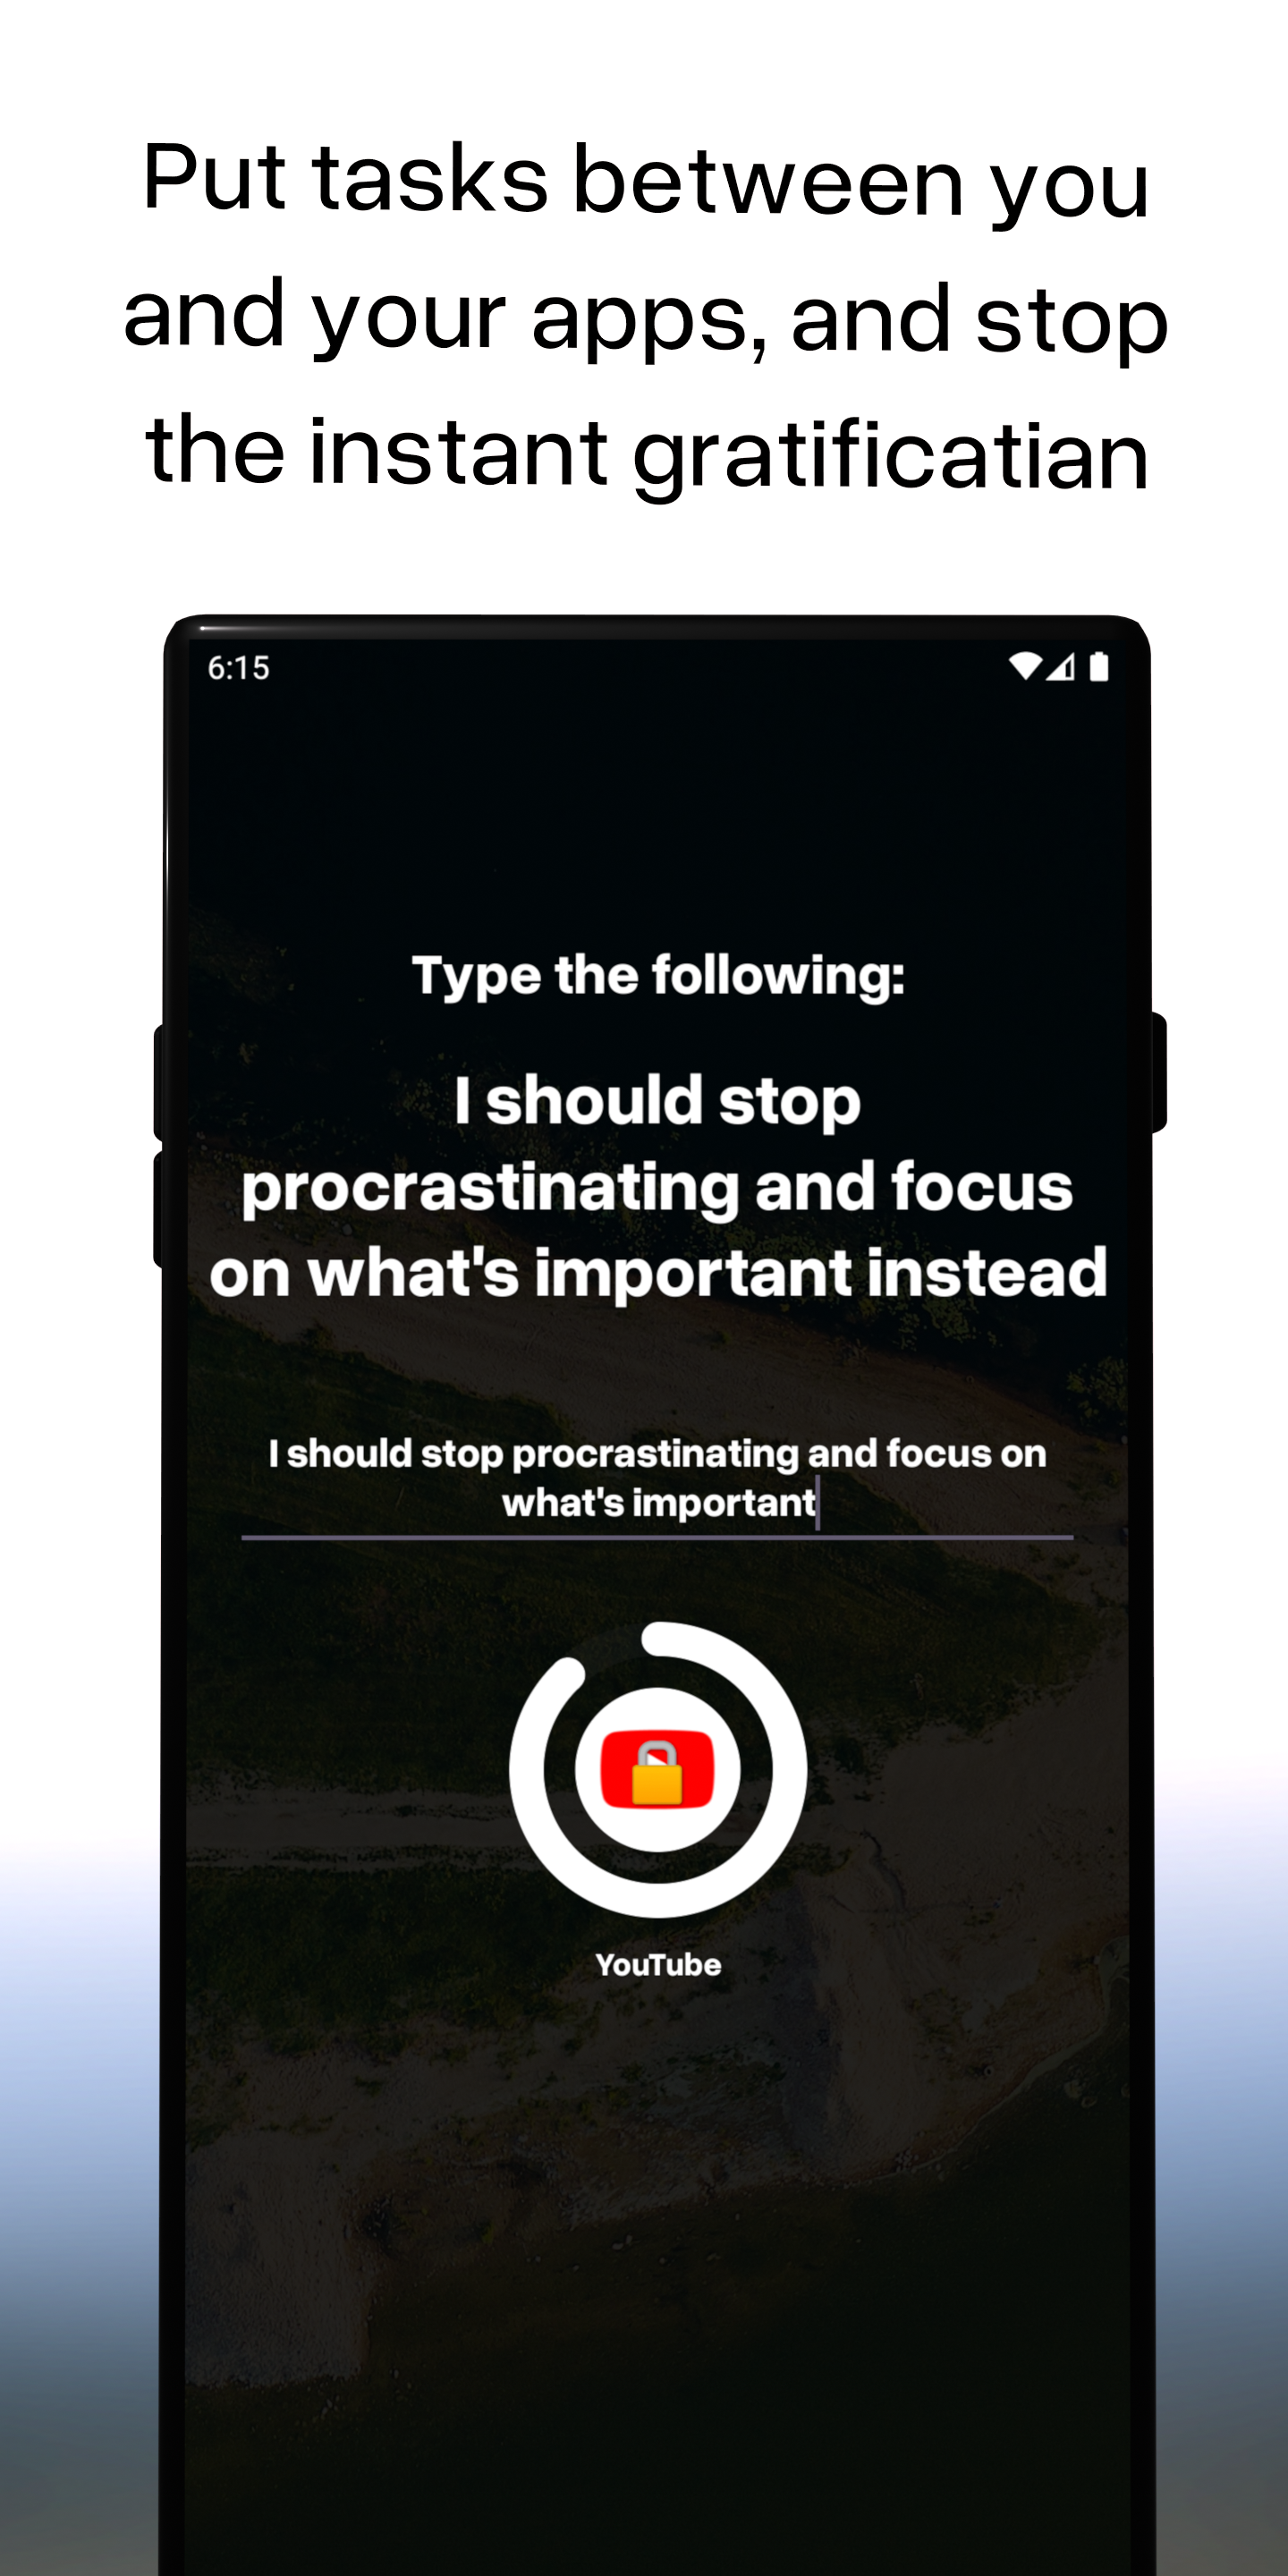 Put tasks between you
and your apps, and stop
the instant gratificatian
6:15
Type the following:
I should stop
procrastinating and focus
on what's important instead
I should stop procrastinating and focus on
what's important
YouTube